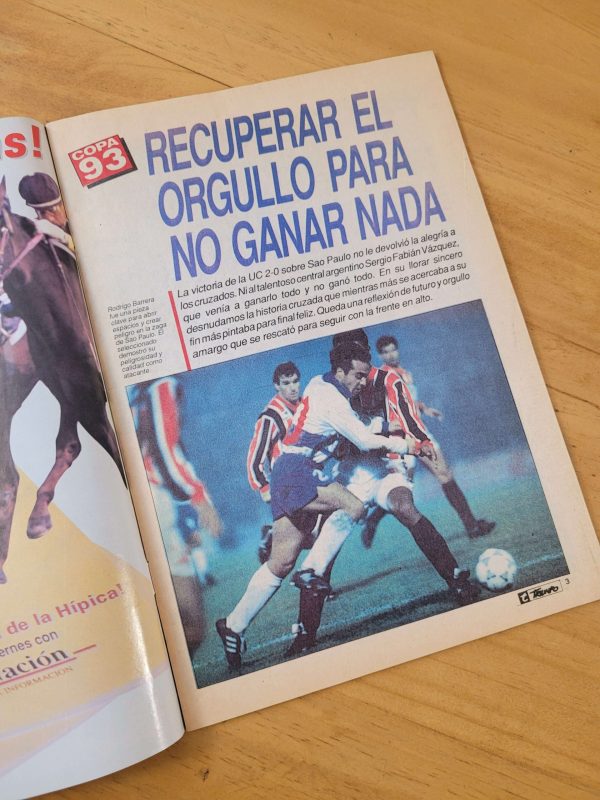 s!
COPA
93
RECUPERAR EL
ORGULLO PARA
NO GANAR NADA
La victoria de la UC 2-0 sobre Sao Paulo no le devolvió la alegría a
los cruzados. Ni al talentoso central argentino Sergio Fabián Vázquez,
que venía a ganarlo todo y no ganó todo. En su llorar sincero
desnudamos la historia cruzada que mientras más se acercaba a su
fin más pintaba para final feliz. Queda una reflexión de futuro y orgullo
amargo que se rescató para seguir con la frente en alto.
Rodrigo Barrera
fue una pieza
clave para abrir
espacios y crear
peligro en la zaga
de Sao Paulo. El
seleccionado
demostró su
peligrosidad y
calidad como
atacante.
de la Hípica!
ernes con
ación
INFORMACION
Triunfo
3